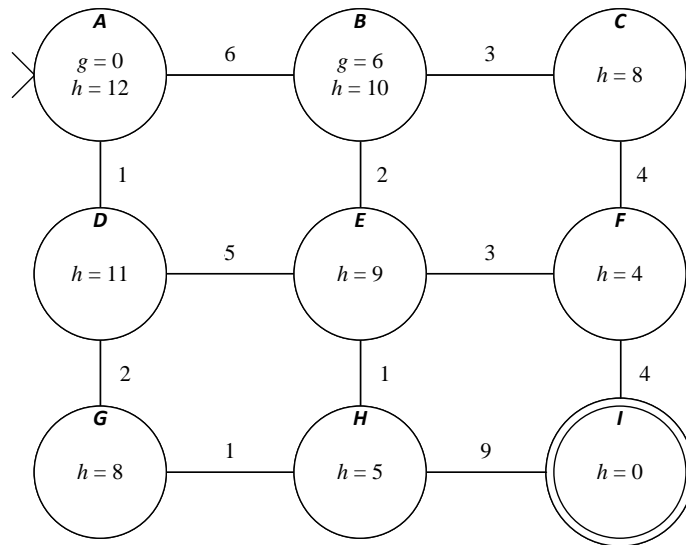 A B C
g = 0 6 g = 6 3
h = 12 h = 10 h = 8
1 2 4
D E F
h = 11 5 h = 9 3 h = 4
2 1 4
G H I
h = 8 1 h = 5 9 h = 0